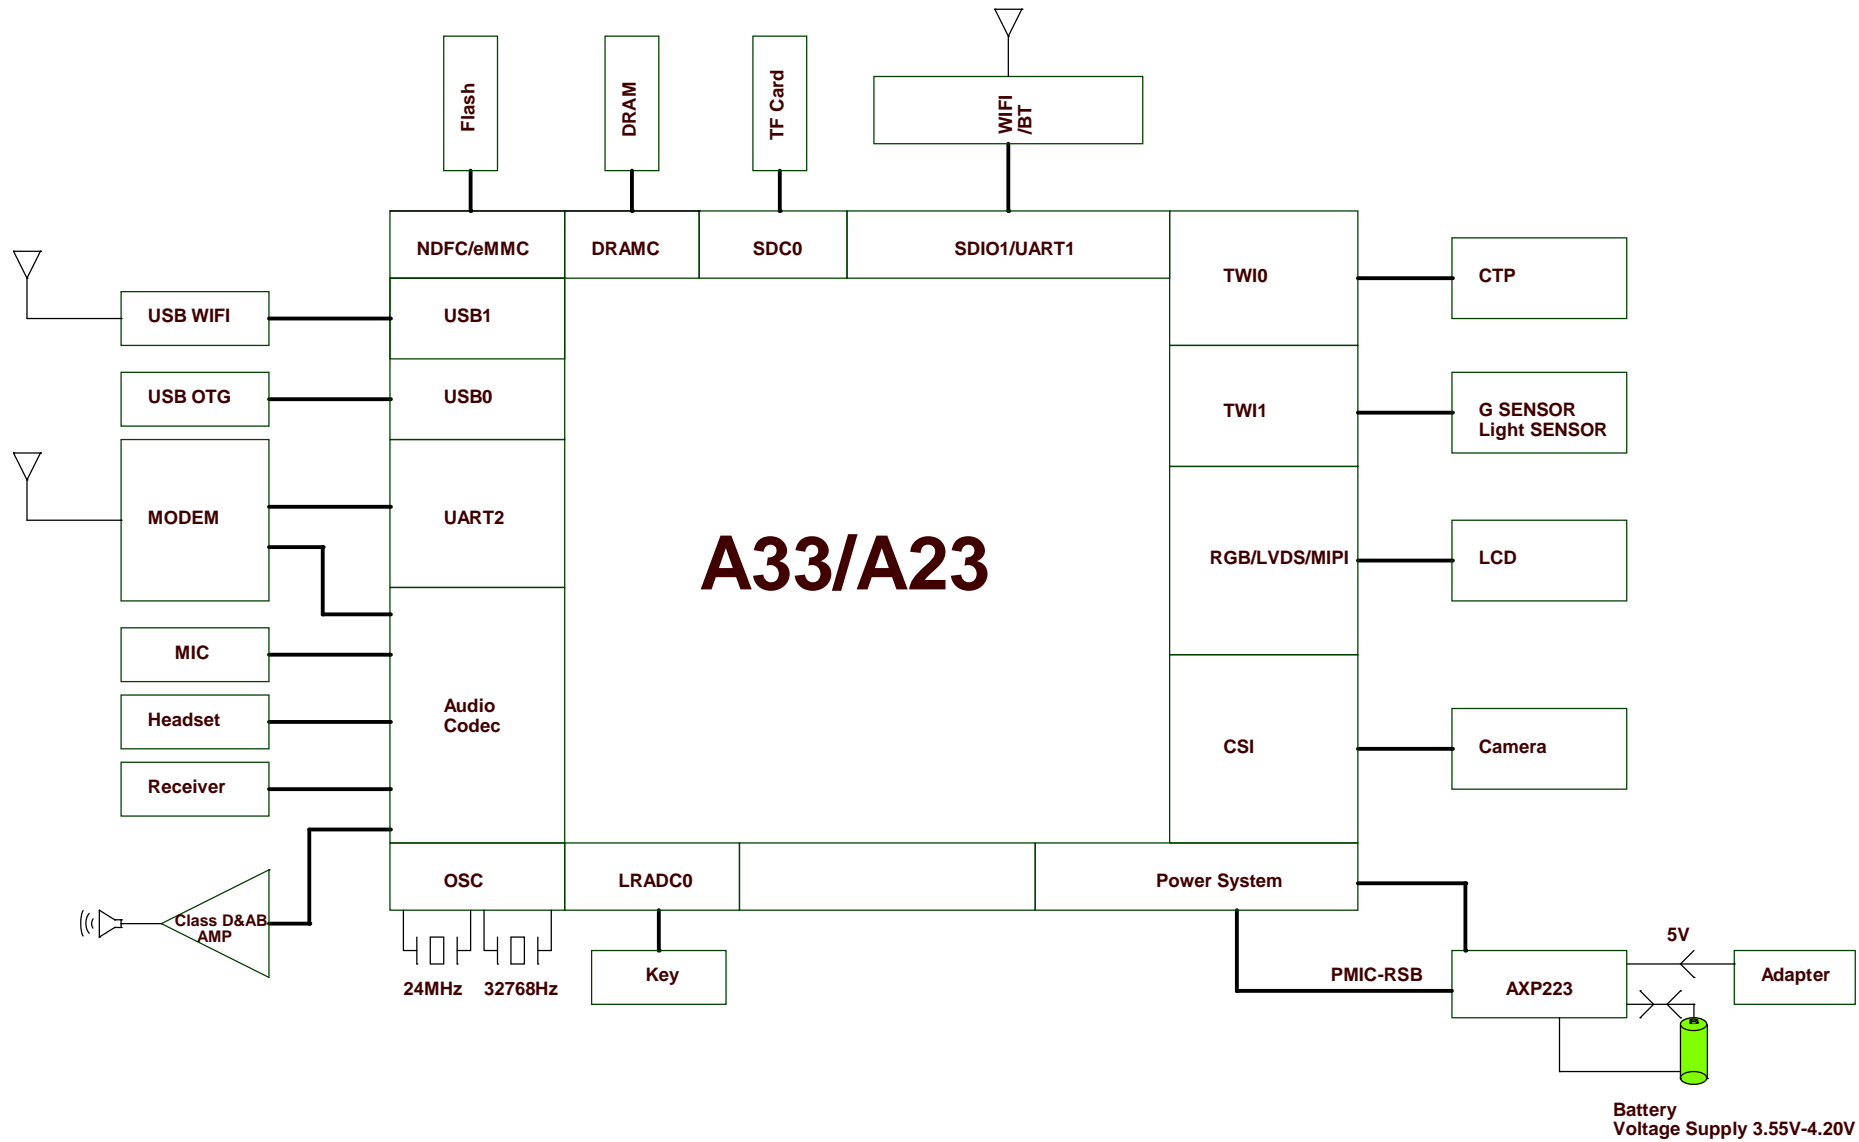 Flash
DRAM
TF Card
WIFI
/BT
NDFC/eMMC
DRAMC
SDC0
SDIO1/UART1
TWI0
CTP
USB WIFI
USB1
USB OTG
USB0
TWI1
G SENSOR
Light SENSOR
MODEM
UART2
A33/A23
RGB/LVDS/MIPI
LCD
MIC
Headset
Audio
Codec
CSI
Camera
Receiver
OSC
LRADC0
Power System
Class D&AB
AMP
24MHz
32768Hz
Key
PMIC-RSB
AXP223
5V
Adapter
Battery
Voltage Supply 3.55V-4.20V